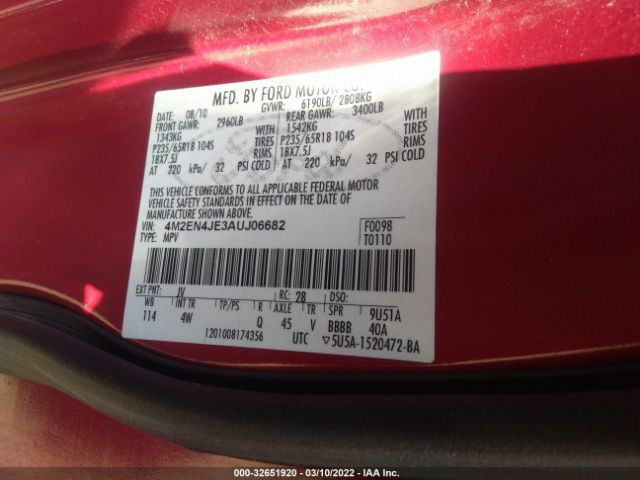 MFD. BY FORD MOTOR CO.
DATE: 08/10 GVWR: 6190LB/ 2808KG
FRONT GAWR: 2960LB REAR GAWR: 3400LB
1343KG WITH 1542KG WITH
P235/65R18 104S TIRES P235/65R18 104S TIRES
18X7.5J RIMS 18X7.5J RIMS
AT 220 kPa/ 32 PSI COLD AT 220 kPa/ 32 PSI COLD
THIS VEHICLE CONFORMS TO ALL APPLICABLE FEDERAL MOTOR
VEHICLE SAFETY STANDARDS IN EFFECT ON THE DATE OF
MANUFACTURE SHOWN ABOVE.
VIN: 4M2EN4JE3AUJ06682 F0098
TYPE: MPV T0110
EXT PNT: JV RC: 28 DSO:
WB INT TR TP/PS R AXLE TR SPR 9U51A
114 4W Q 45 V BBBB 40A
1201008174356 UTC ▽5U5A-1520472-BA
000-32651920 - 03/10/2022 - IAA Inc.